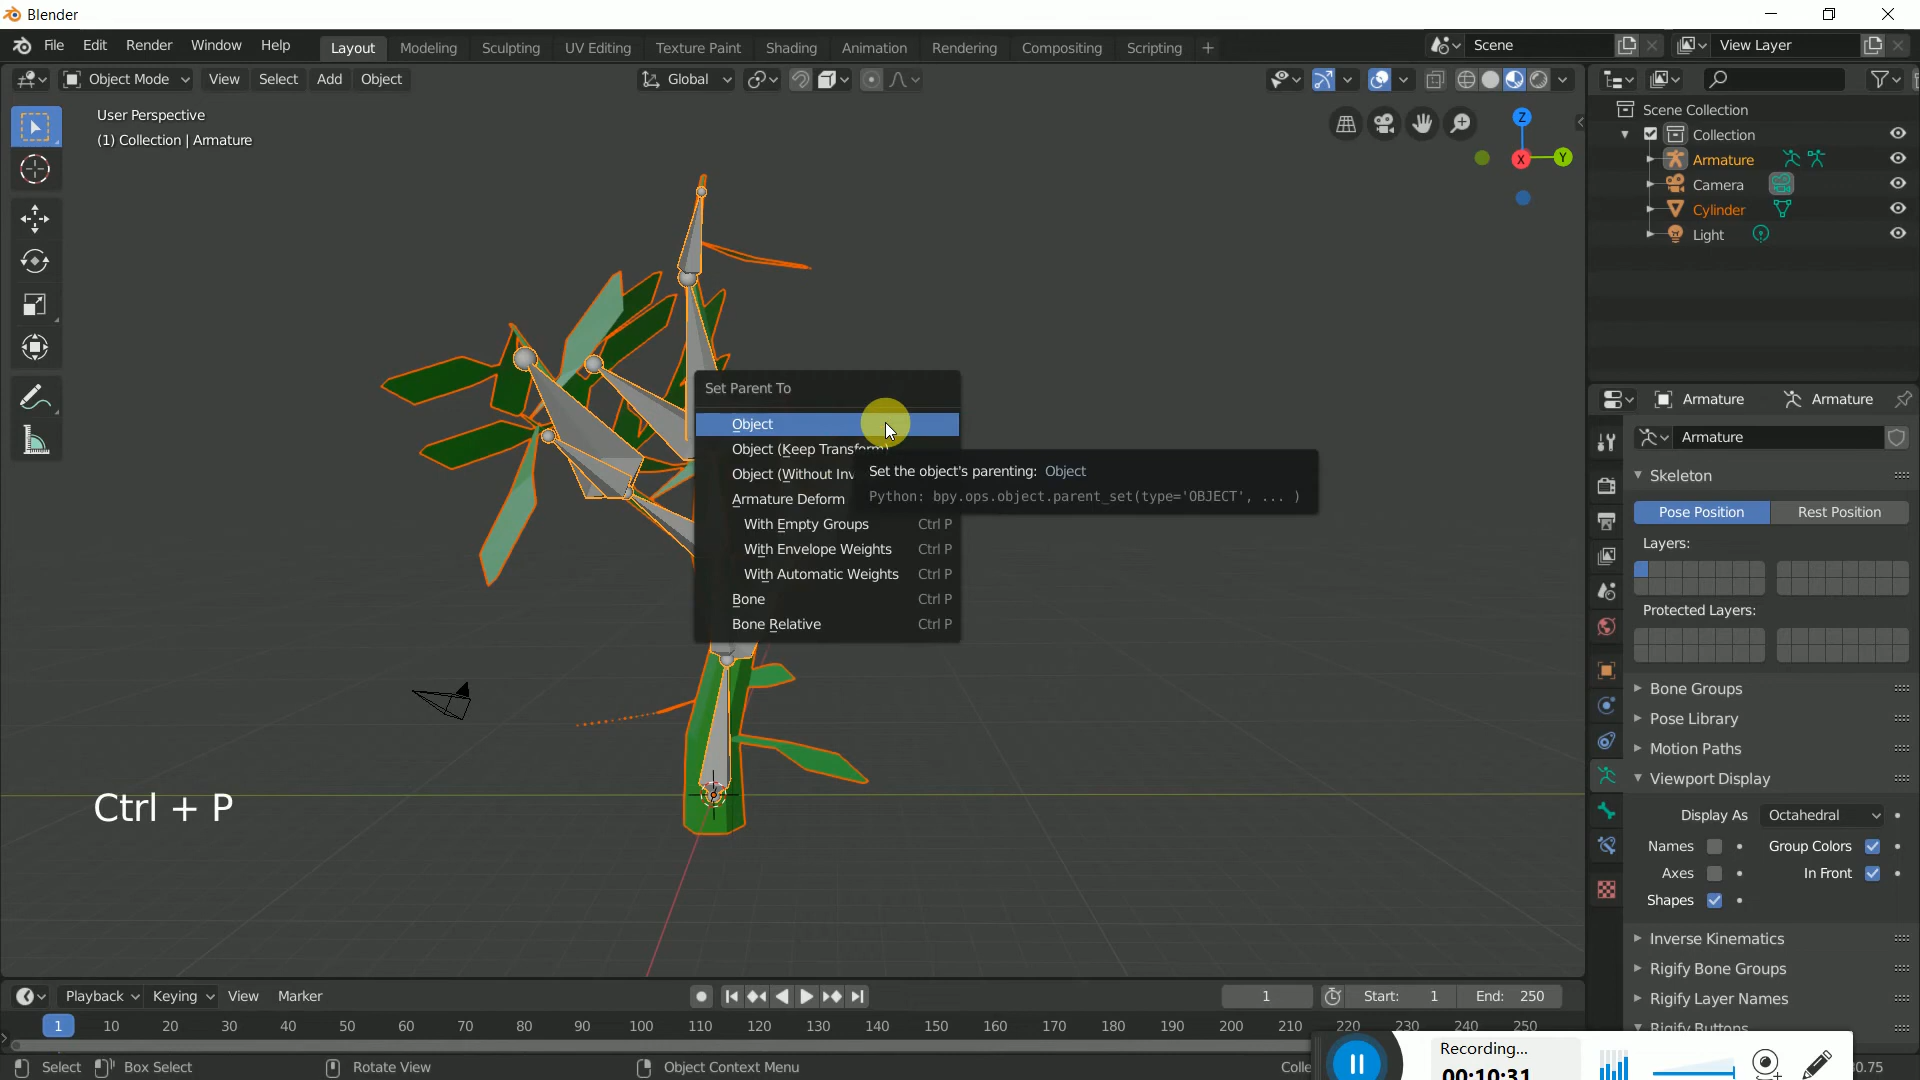 Blender
File Edit Render Window Help
Layout Modeling Sculpting UV Editing Texture Paint Shading Animation Rendering Compositing Scripting +
Scene
View Layer
Object Mode View Select Add Object
Global
User Perspective
(1) Collection | Armature
Z
X
Y
Scene Collection
Collection
Armature
Camera
Cylinder
Light
Set Parent To
Object
Object (Keep Transform)
Object (Without Inv
Armature Deform
With Empty Groups Ctrl P
With Envelope Weights Ctrl P
With Automatic Weights Ctrl P
Bone Ctrl P
Bone Relative Ctrl P
Set the object's parenting: Object
Python: bpy.ops.object.parent_set(type='OBJECT', ... )
Ctrl + P
Armature Armature
Armature
Skeleton
Pose Position Rest Position
Layers:
Protected Layers:
Bone Groups
Pose Library
Motion Paths
Viewport Display
Display As Octahedral
Names Group Colors
Axes In Front
Shapes
Inverse Kinematics
Rigify Bone Groups
Rigify Layer Names
Rigify Buttons
Playback Keying View Marker
1 Start: 1 End: 250
1 10 20 30 40 50 60 70 80 90 100 110 120 130 140 150 160 170 180 190 200 210 220 230 240 250
Select Box Select Rotate View Object Context Menu
Colle
Recording...
00:10:31
30.75